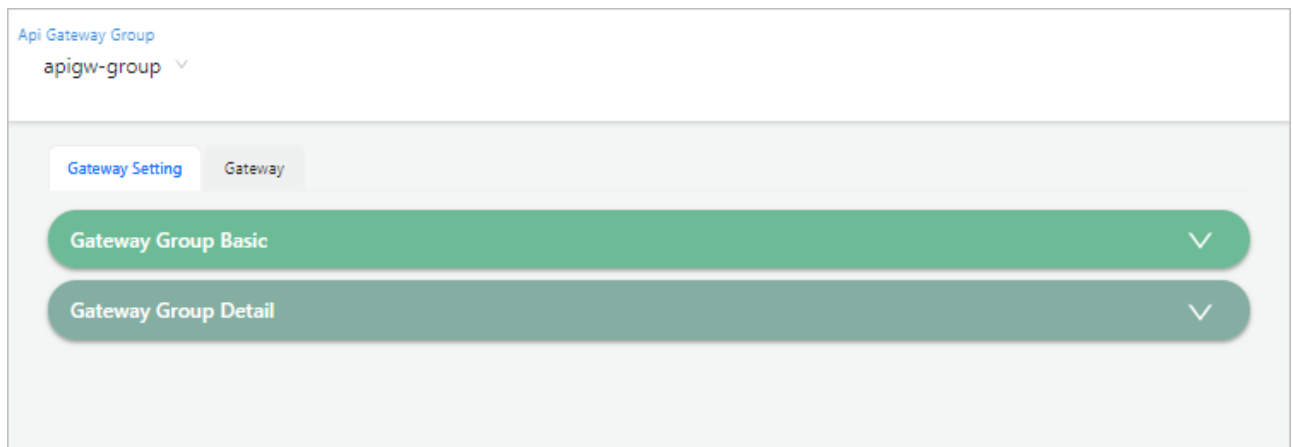 Api Gateway Group
apigw-group
Gateway Setting Gateway
Gateway Group Basic
Gateway Group Detail